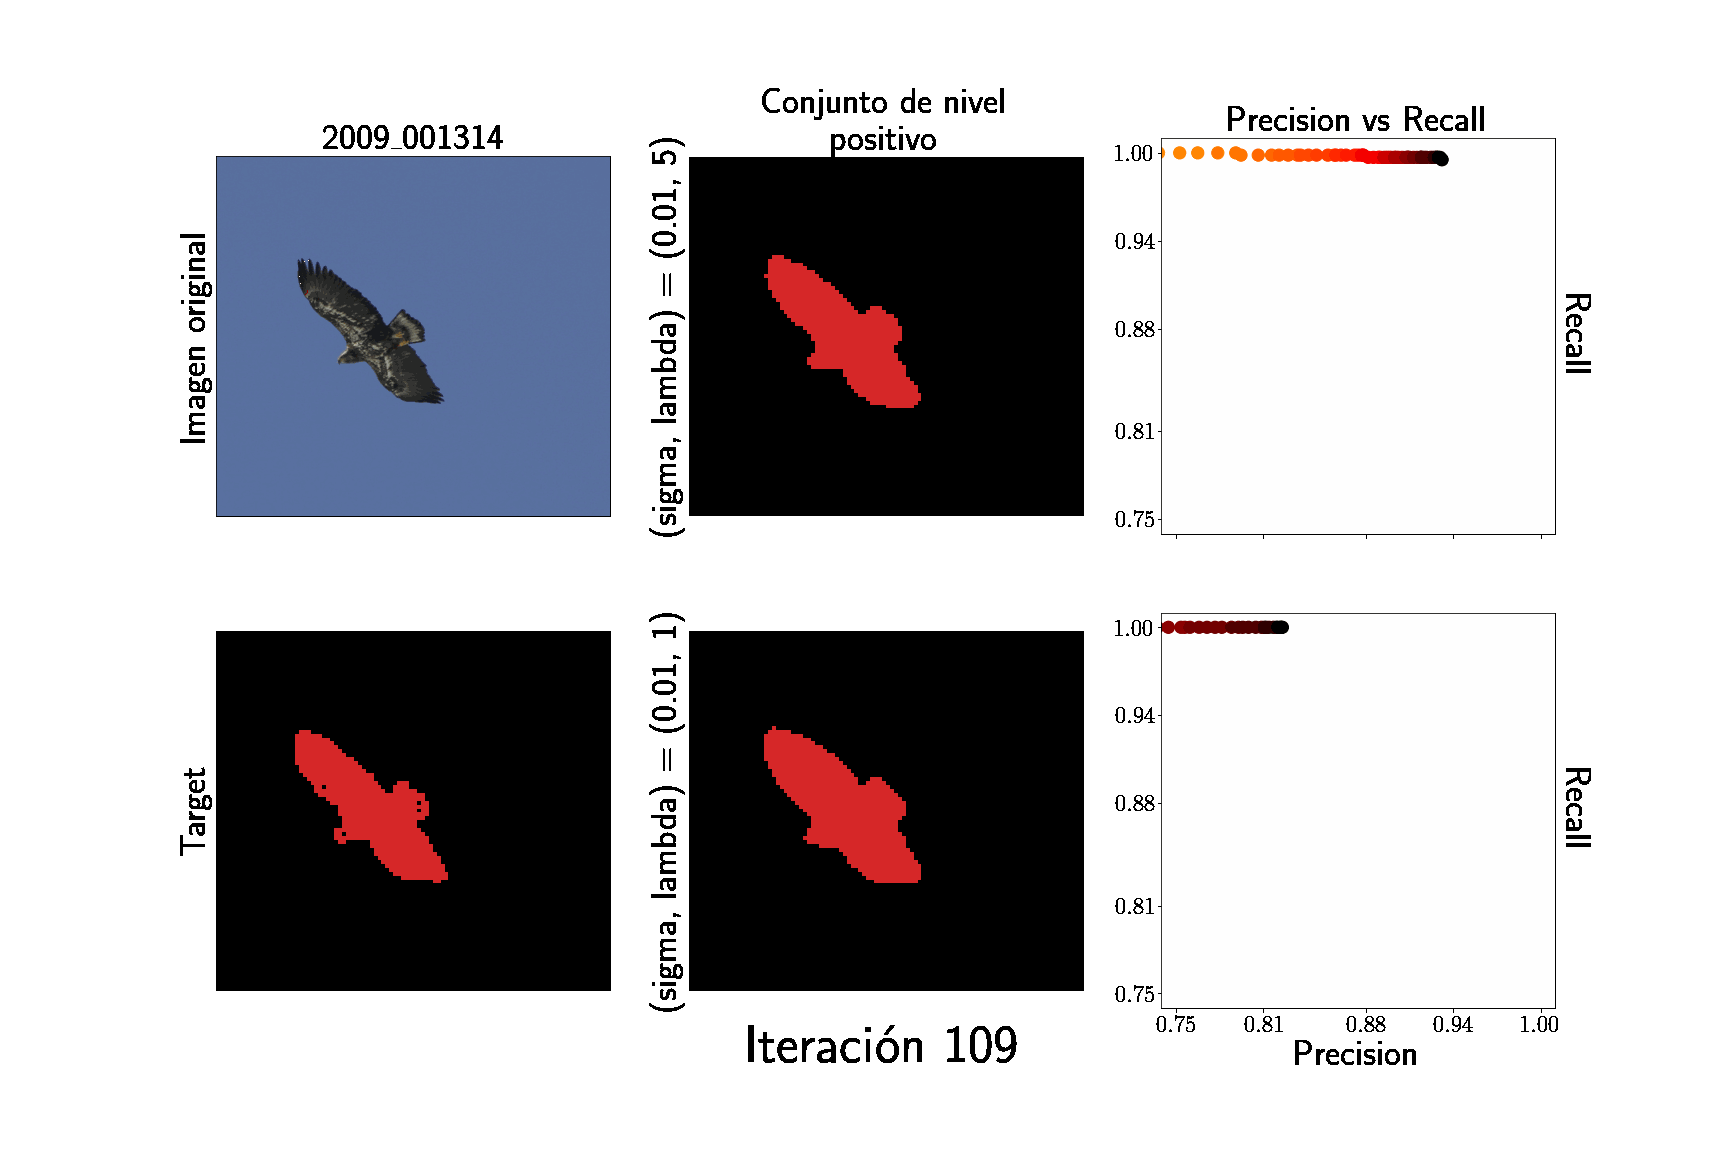 2009_001314
Imagen original
Conjunto de nivel
positivo
(sigma, lambda) = (0.01, 5)
Precision vs Recall
1.00
0.94
0.88
0.81
0.75
Recall
Target
(sigma, lambda) = (0.01, 1)
1.00
0.94
0.88
0.81
0.75
Recall
0.75 0.81 0.88 0.94 1.00
Precision
Iteración 109